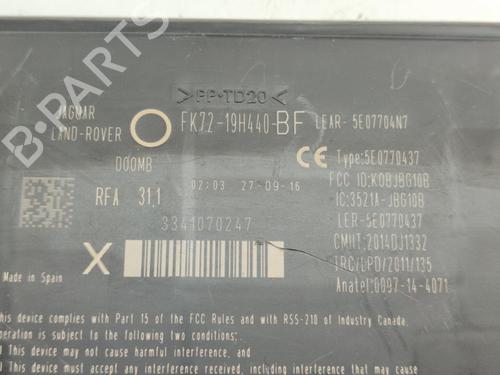 >PP-TD20<
JAGUAR
LAND-ROVER
FK72-19H440-BF
LEAR- 5E07704N7
DOOMB
CE
Type:5E0770437
RFA 31,1
02:03 27-09-16
FCC ID:KOBJBG10B
IC:3521A-JBG10B
3341070247
LER-5E0770437
CMIIT:2014DJ1332
X
TRC/LPD/2011/135
Made in Spain
Anatel:0897-14-4071
This device complies with Part 15 of the FCC Rules and with RSS-210 of Industry Canada.
operation is subject to the following two conditions;
) This device may not cause harmful interference, and
) This device must accept any interference received, including
interference that may cause